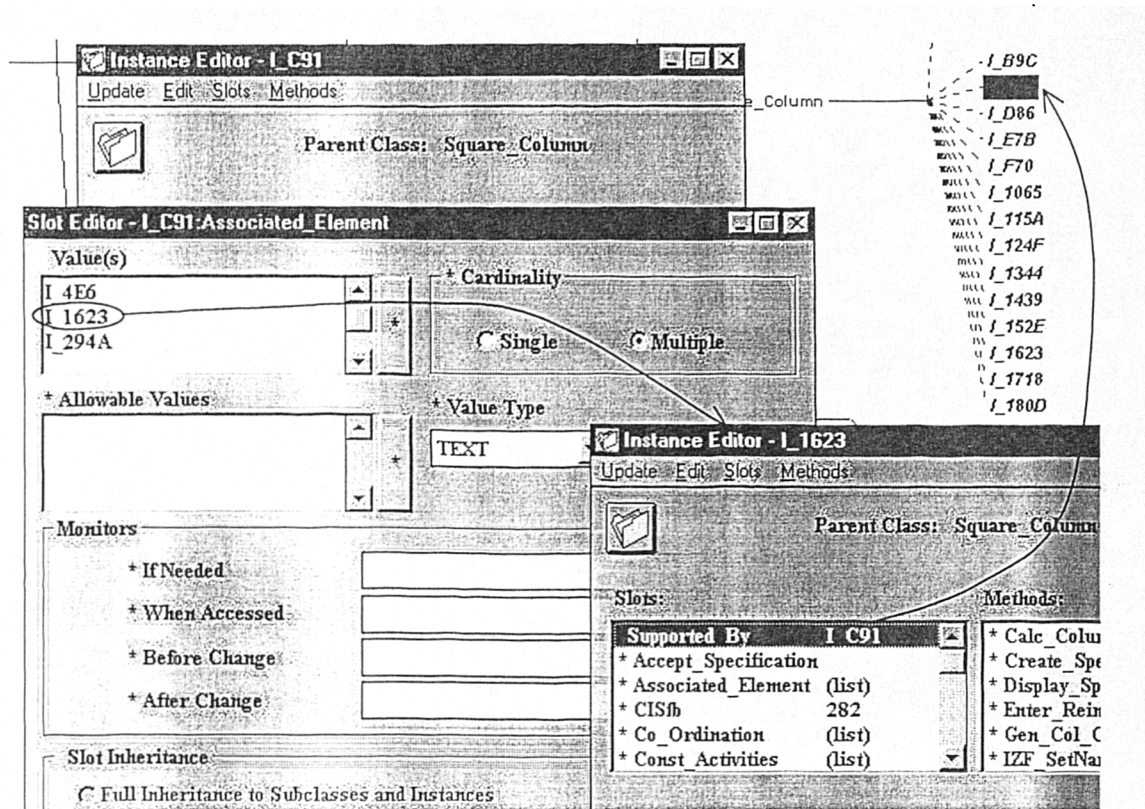 Instance Editor - I_C91
Update Edit Slots Methods
Parent Class: Square_Column
e_Column
I_B9C
I_D86
I_E7B
I_F70
I_1065
I_115A
I_124F
I_1344
I_1439
I_152E
I_1623
I_1718
I_180D
Slot Editor - I_C91:Associated_Element
Value(s)
I_4E6
I_1623
I_294A
*
* Cardinality
Single Multiple
* Allowable Values
*
* Value Type
TEXT
Monitors
* If Needed
* When Accessed
* Before Change
* After Change
Slot Inheritance
Full Inheritance to Subclasses and Instances
Instance Editor - I_1623
Update Edit Slots Methods
Parent Class: Square_Column
Slots:
Supported_By I_C91
* Accept_Specification
* Associated_Element (list)
* CISfb 282
* Co_Ordination (list)
* Const_Activities (list)
Methods:
* Calc_Colu
* Create_Spe
* Display_Sp
* Enter_Rein
* Gen_Col_C
* IZF_SetNa